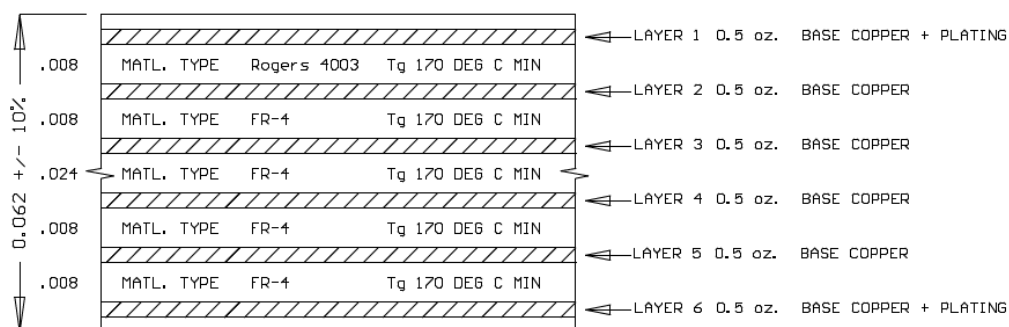 LAYER 1 0.5 oz. BASE COPPER + PLATING
.008 MATL. TYPE Rogers 4003 Tg 170 DEG C MIN
LAYER 2 0.5 oz. BASE COPPER
.008 MATL. TYPE FR-4 Tg 170 DEG C MIN
LAYER 3 0.5 oz. BASE COPPER
0.062 +/- 10%
.024 MATL. TYPE FR-4 Tg 170 DEG C MIN
LAYER 4 0.5 oz. BASE COPPER
.008 MATL. TYPE FR-4 Tg 170 DEG C MIN
LAYER 5 0.5 oz. BASE COPPER
.008 MATL. TYPE FR-4 Tg 170 DEG C MIN
LAYER 6 0.5 oz. BASE COPPER + PLATING